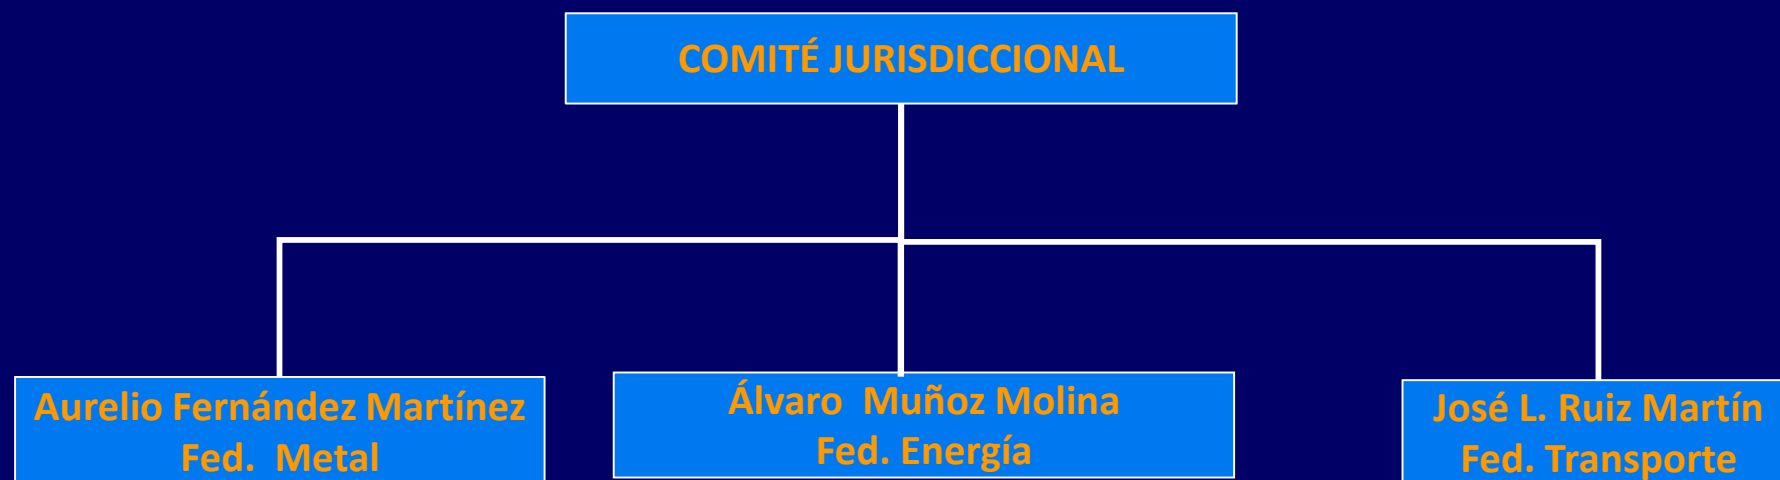 COMITÉ JURISDICCIONAL
Aurelio Fernández Martínez
Fed. Metal
Álvaro Muñoz Molina
Fed. Energía
José L. Ruiz Martín
Fed. Transporte